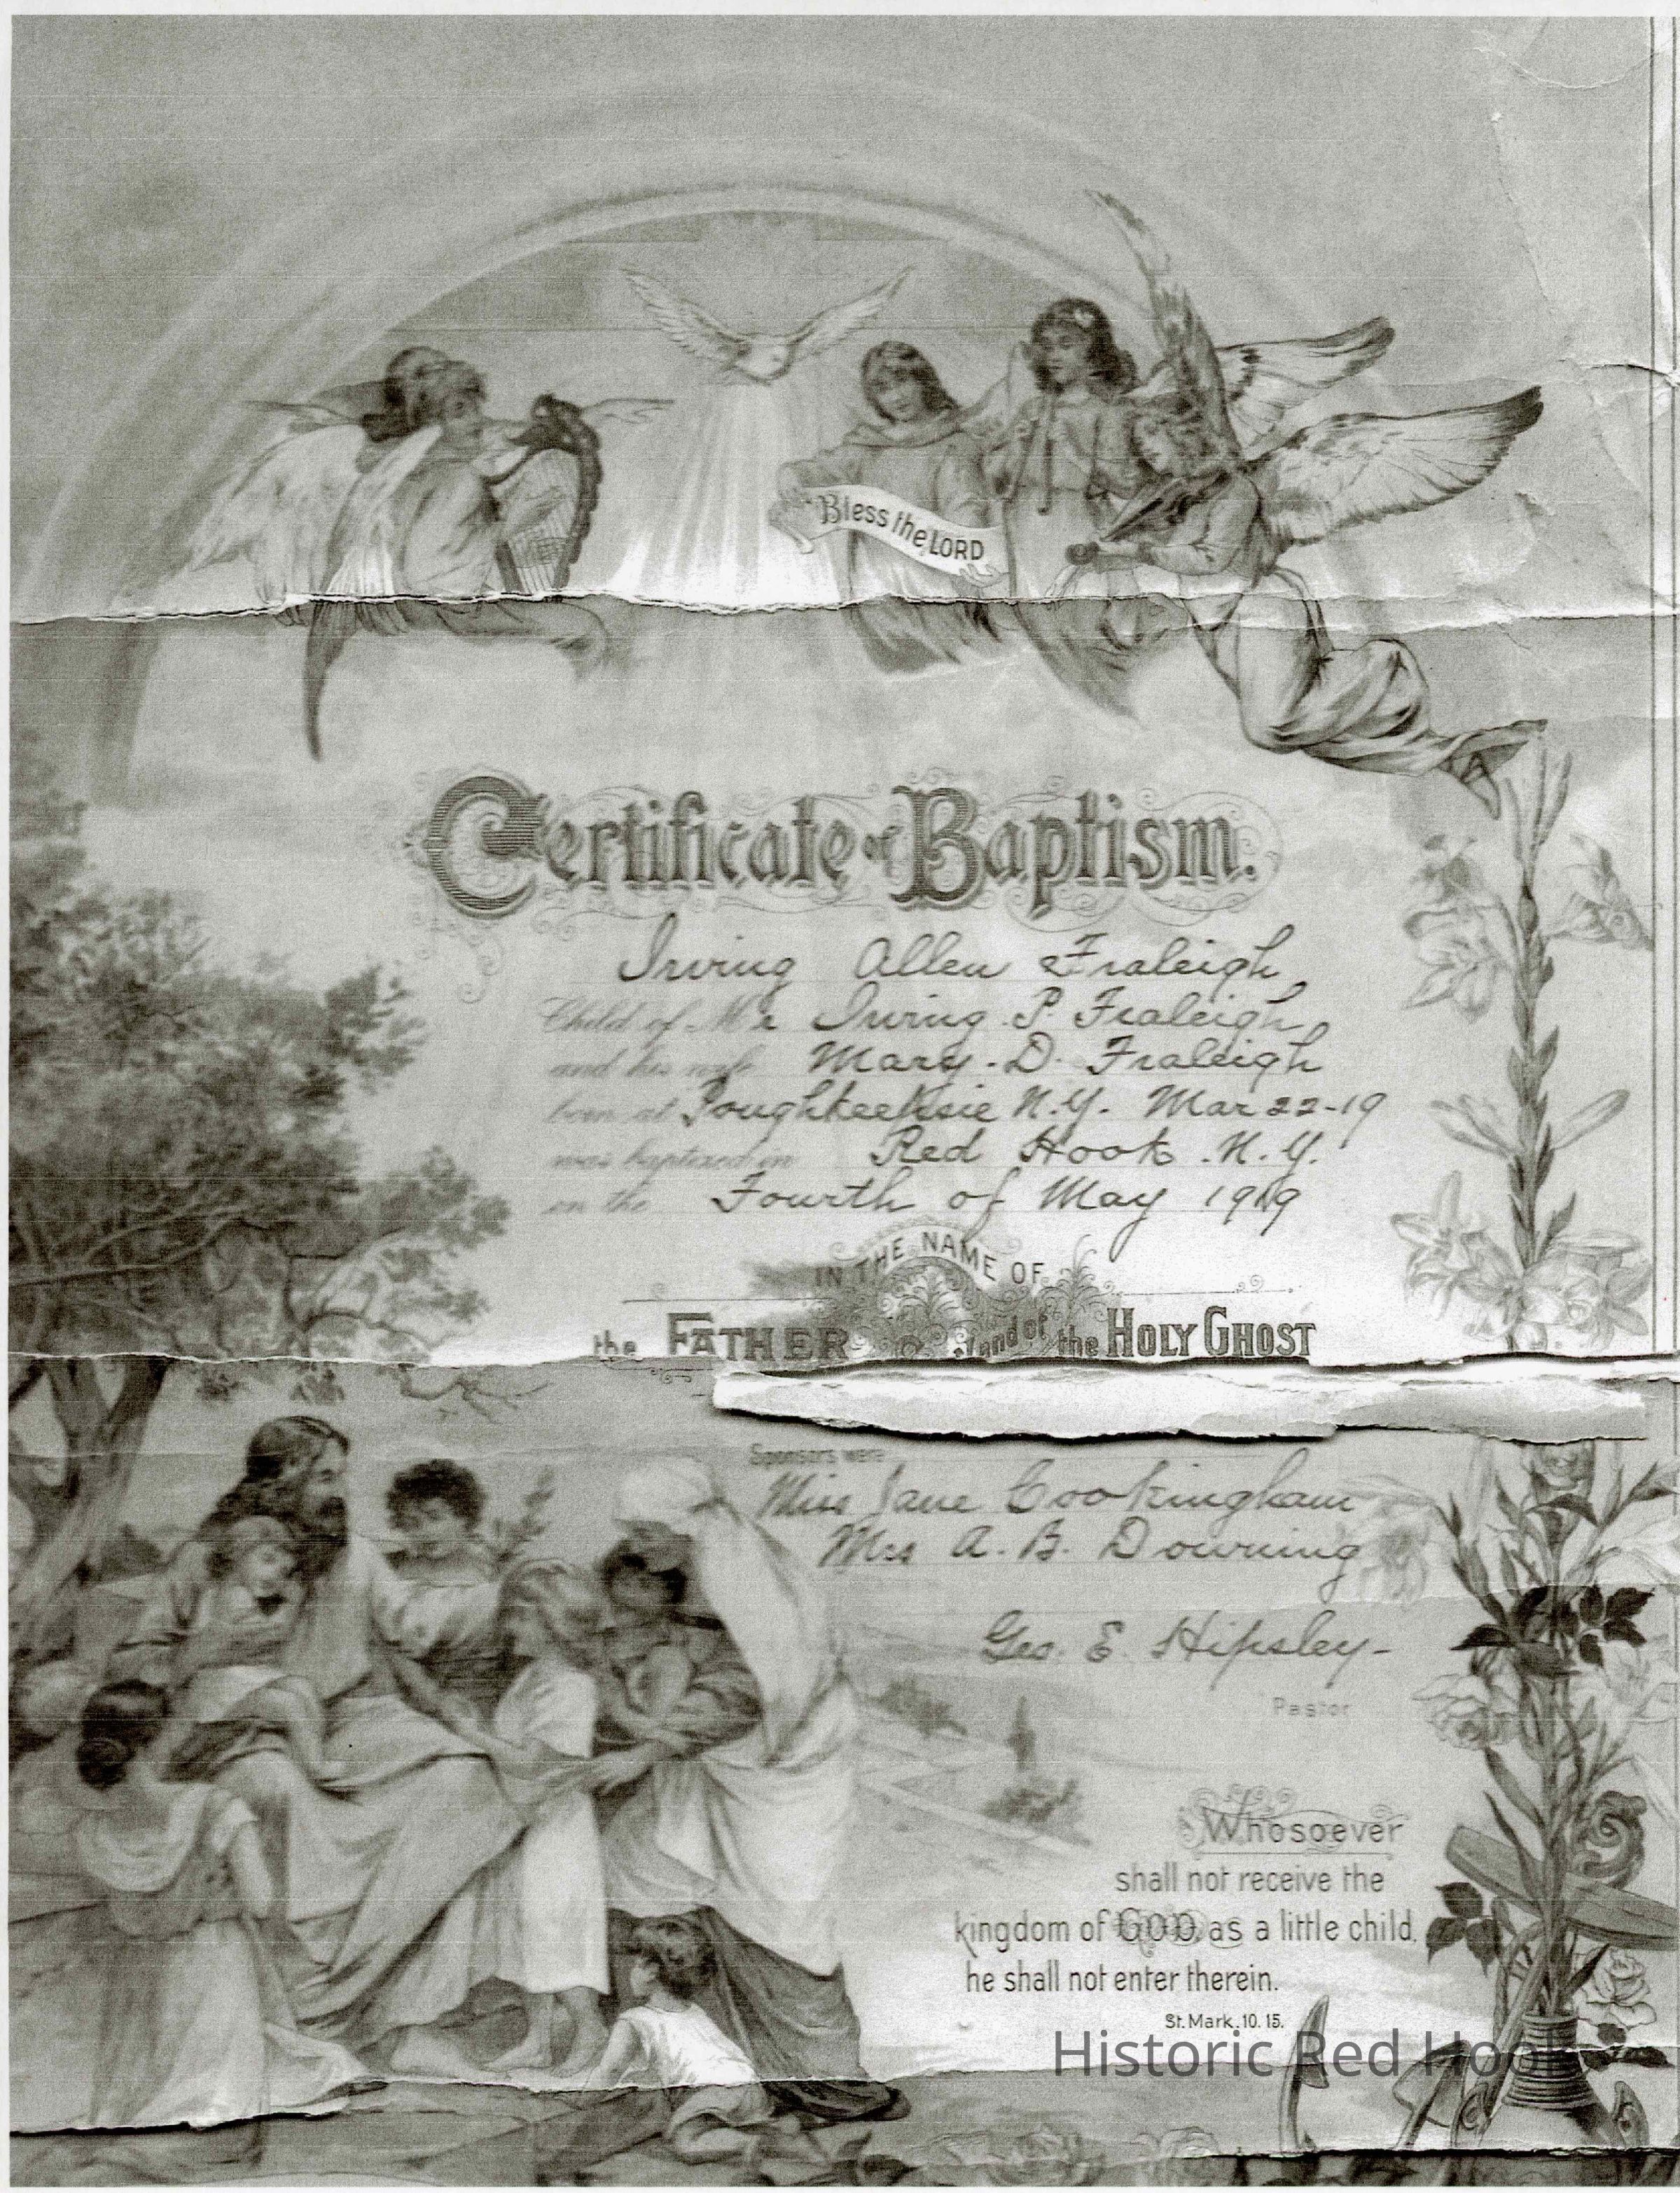 Bless the LORD
Certificate of Baptism.
Irving Allen Fraleigh
Child of Mr Irving P Fraleigh
and his wife Mary. D. Fraleigh
born at Poughkeeksie N.Y. Mar 22-19
was baptized in Red Hook. N.Y.
on the Fourth of May 1919
IN THE NAME OF
the FATHER and of the HOLY GHOST
Sponsors were
Miss Jane Cookingham
Mrs A. B. Downing
Geo. E. Hipsley-
Pastor
Whosoever
shall not receive the
kingdom of GOD, as a little child,
he shall not enter therein.
St. Mark. 10. 15.
Historic Red Hook